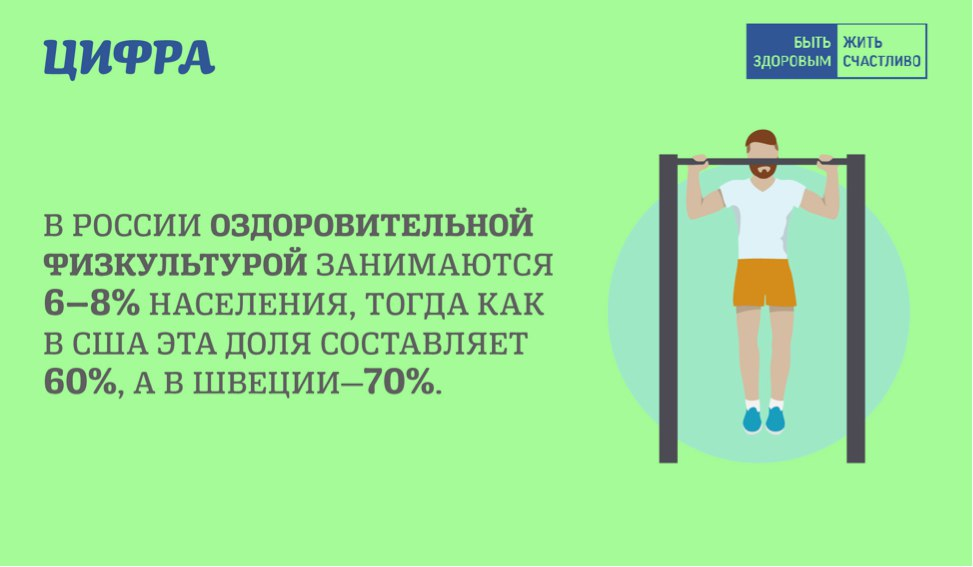 ЦИФРА
БЫТЬ
ЗДОРОВЫМ
ЖИТЬ
СЧАСТЛИВО
В РОССИИ ОЗДОРОВИТЕЛЬНОЙ
ФИЗКУЛЬТУРОЙ ЗАНИМАЮТСЯ
6–8% НАСЕЛЕНИЯ, ТОГДА КАК
В США ЭТА ДОЛЯ СОСТАВЛЯЕТ
60%, А В ШВЕЦИИ—70%.